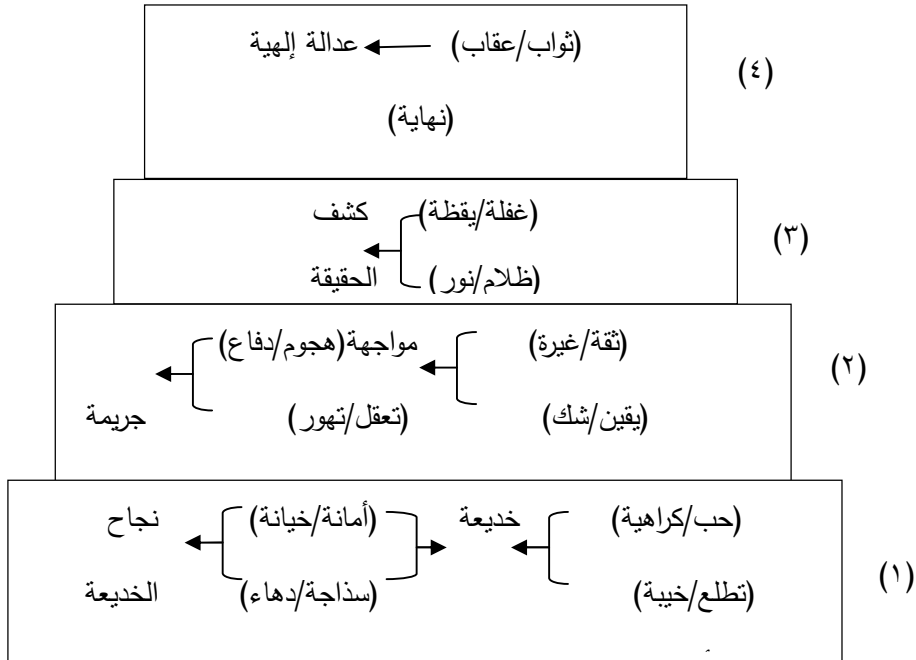 (ثواب/عقاب) عدالة إلهية
(٤)
(نهاية)
(غفلة/يقظة) كشف
(٣)
(ظلام/نور) الحقيقة
(ثقة/غيرة) مواجهة(هجوم/دفاع)
(٢)
(يقين/شك) (تعقل/تهور) جريمة
(حب/كراهية) خديعة (أمانة/خيانة) نجاح
(١)
(تطلع/خيبة) (سذاجة/دهاء) الخديعة